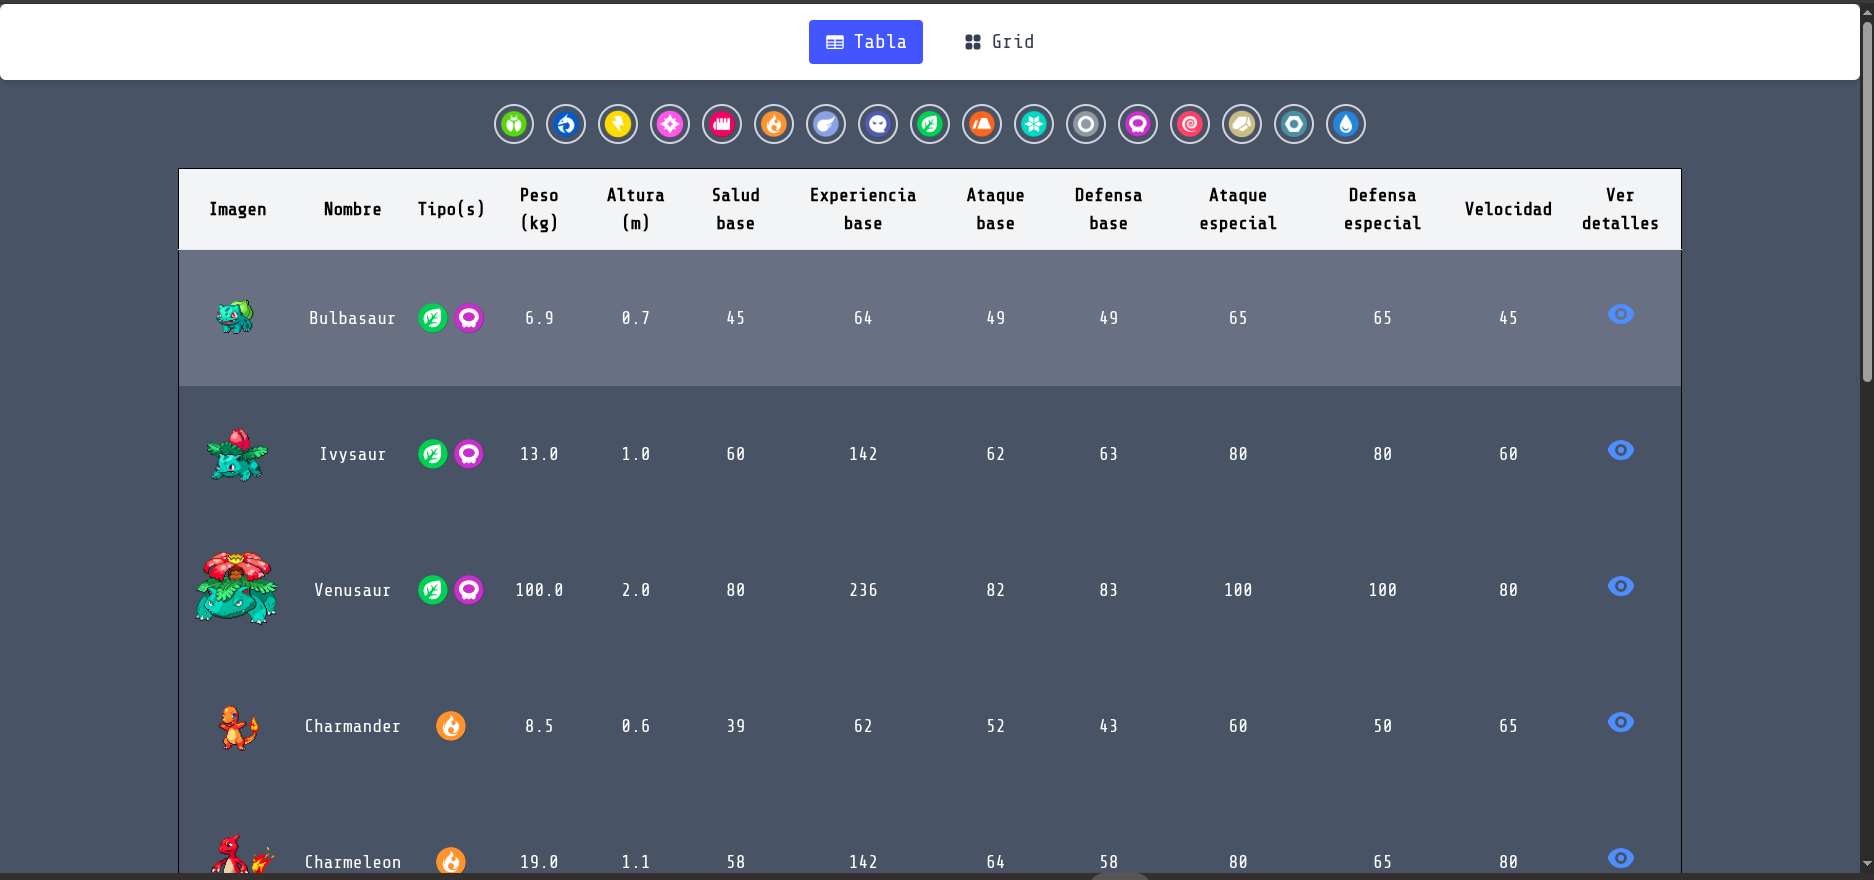 Tabla Grid
Imagen Nombre Tipo(s) Peso (kg) Altura (m) Salud base Experiencia base Ataque base Defensa base Ataque especial Defensa especial Velocidad Ver detalles
Bulbasaur 6.9 0.7 45 64 49 49 65 65 45
Ivysaur 13.0 1.0 60 142 62 63 80 80 60
Venusaur 100.0 2.0 80 236 82 83 100 100 80
Charmander 8.5 0.6 39 62 52 43 60 50 65
Charmeleon 19.0 1.1 58 142 64 58 80 65 80